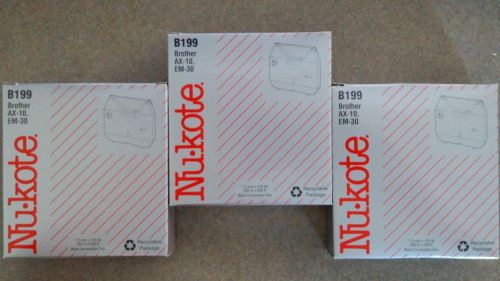 B199
Brother
AX-10,
EM-30
Nu·kote®
Recyclable
Package
B199
Brother
AX-10,
EM-30
Nu·kote®
Recyclable
Package
B199
Brother
AX-10,
EM-30
Nu·kote®
Recyclable
Package